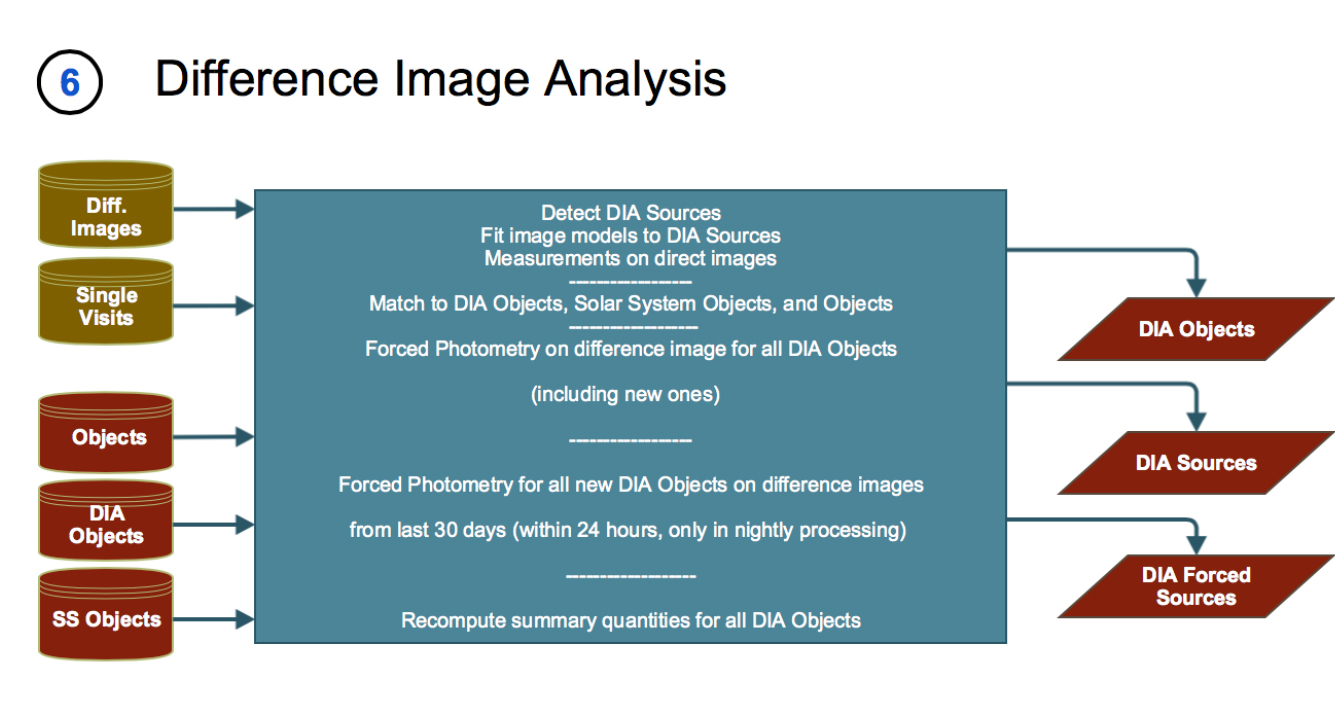 6
Difference Image Analysis
Diff.
Images
Single
Visits
Objects
DIA
Objects
SS Objects
Detect DIA Sources
Fit image models to DIA Sources
Measurements on direct images
------------------
Match to DIA Objects, Solar System Objects, and Objects
-------------------
Forced Photometry on difference image for all DIA Objects
(including new ones)
------------------
Forced Photometry for all new DIA Objects on difference images
from last 30 days (within 24 hours, only in nightly processing)
-------------------
Recompute summary quantities for all DIA Objects
DIA Objects
DIA Sources
DIA Forced
Sources